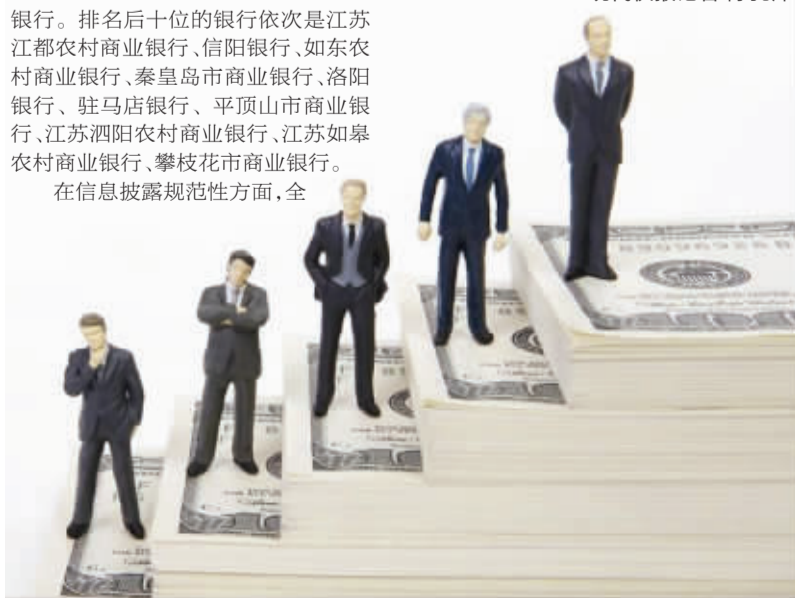 银行。排名后十位的银行依次是江苏
江都农村商业银行、信阳银行、如东农
村商业银行、秦皇岛市商业银行、洛阳
银行、驻马店银行、平顶山市商业银
行、江苏泗阳农村商业银行、江苏如皋
农村商业银行、攀枝花市商业银行。
在信息披露规范性方面,全